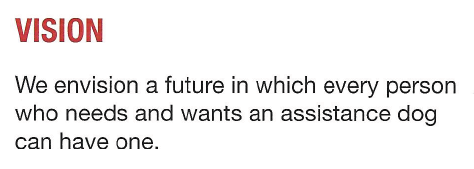 VISION
We envision a future in which every person
who needs and wants an assistance dog
can have one.